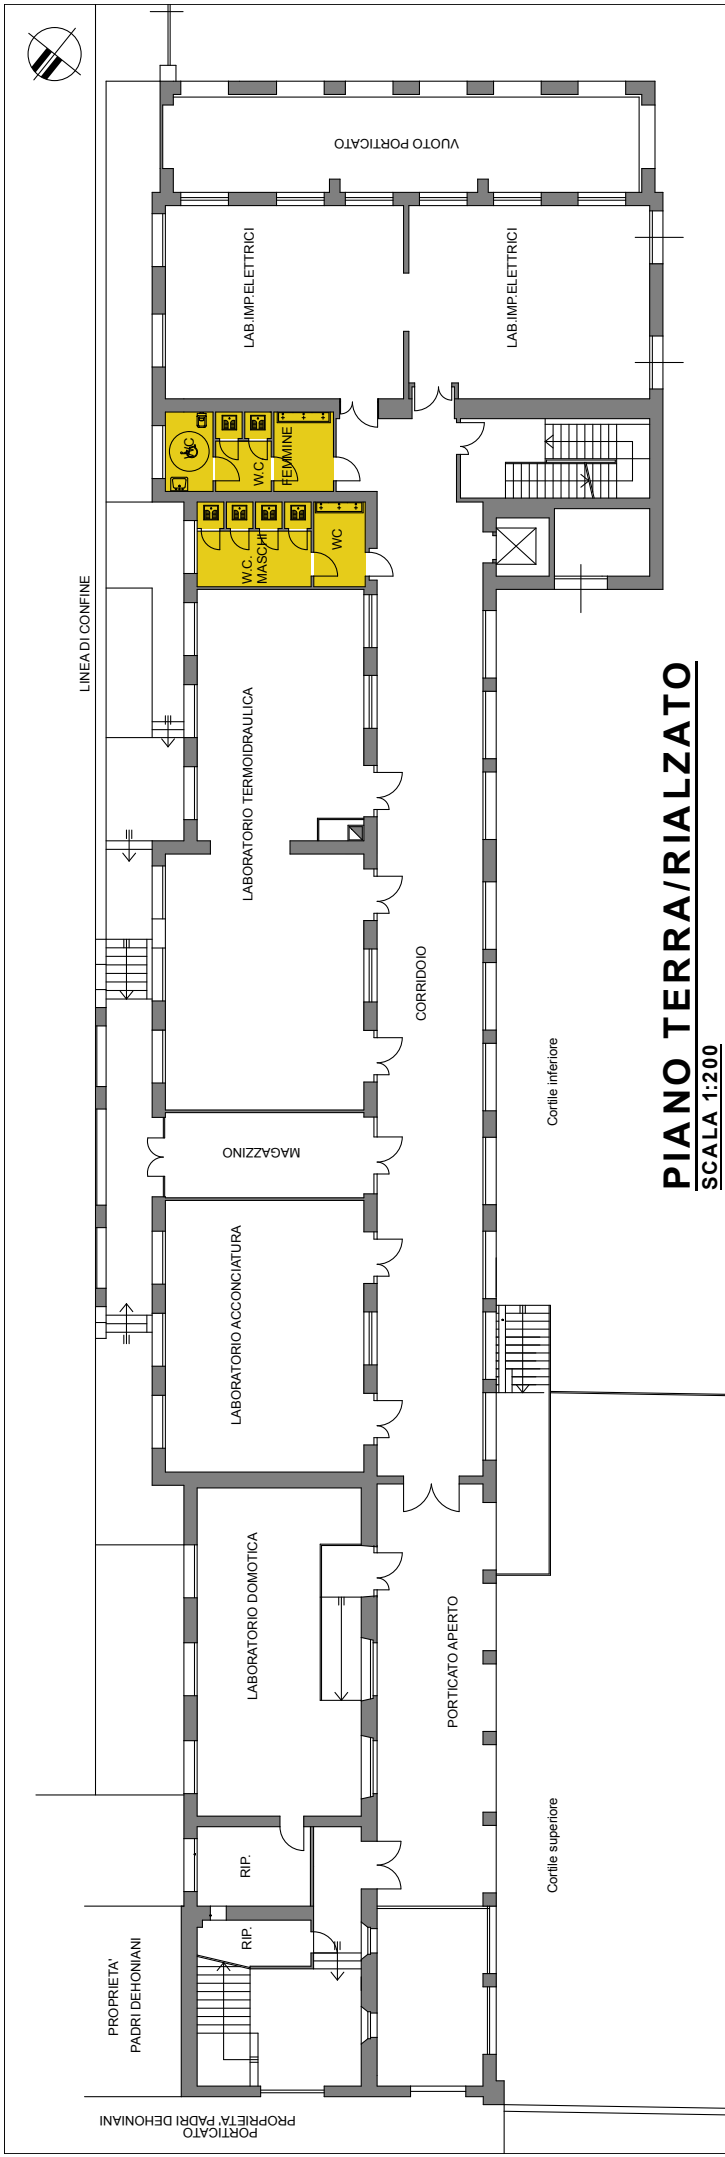 VUOTO PORTICATO
LAB.IMP.ELETTRICI
LAB.IMP.ELETTRICI
WC
W.C
FEMMINE
W.C.
MASCHI
WC
LINEA DI CONFINE
LABORATORIO TERMOIDRAULICA
CORRIDOIO
Cortile inferiore
PIANO TERRA/RIALZATO
SCALA 1:200
MAGAZZINO
LABORATORIO ACCONCIATURA
LABORATORIO DOMOTICA
PORTICATO APERTO
Cortile superiore
RIP.
RIP.
PROPRIETA'
PADRI DEHONIANI
PORTICATO
PROPRIETA' PADRI DEHONIANI